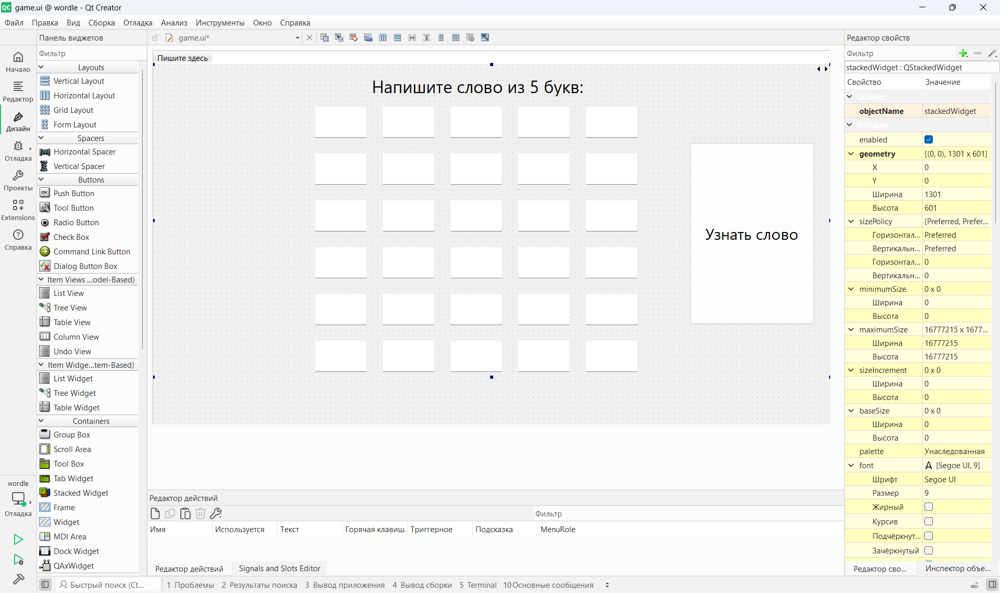 game.ui @ wordle - Qt Creator
Файл Правка Вид Сборка Отладка Анализ Инструменты Окно Справка
Панель виджетов
game.ui*
Редактор свойств
Начало
Редактор
Дизайн
Отладка
Проекты
Extensions
Справка
wordle
Отладка
Фильтр
Layouts
Vertical Layout
Horizontal Layout
Grid Layout
Form Layout
Spacers
Horizontal Spacer
Vertical Spacer
Buttons
OK Push Button
Tool Button
Radio Button
Check Box
Command Link Button
Dialog Button Box
Item Views ...odel-Based)
List View
Tree View
Table View
Column View
Undo View
Item Widge...tem-Based)
List Widget
Tree Widget
Table Widget
Containers
Group Box
Scroll Area
Tool Box
Tab Widget
Stacked Widget
Frame
Widget
MDI Area
Dock Widget
QAxWidget
Пишите здесь
Напишите слово из 5 букв:
Узнать слово
Редактор действий
Фильтр
Имя Используется Текст Горячая клавиш Триггерное Подсказка MenuRole
Редактор действий Signals and Slots Editor
Фильтр
stackedWidget : QStackedWidget
Свойство Значение
QObject
objectName stackedWidget
QWidget
enabled
geometry [(0, 0), 1301 x 601]
X 0
Y 0
Ширина 1301
Высота 601
sizePolicy [Preferred, Prefer...
Горизонтал... Preferred
Вертикальн... Preferred
Горизонтал... 0
Вертикальн... 0
minimumSize 0 x 0
Ширина 0
Высота 0
maximumSize 16777215 x 1677...
Ширина 16777215
Высота 16777215
sizeIncrement 0 x 0
Ширина 0
Высота 0
baseSize 0 x 0
Ширина 0
Высота 0
palette Унаследованная
font A [Segoe UI, 9]
Шрифт Segoe UI
Размер 9
Жирный
Курсив
Подчёркнут...
Зачёркнутый
Редактор сво... Инспектор объе...
Быстрый поиск (Ct... 1 Проблемы 2 Результаты поиска 3 Вывод приложения 4 Вывод сборки 5 Terminal 10 Основные сообщения